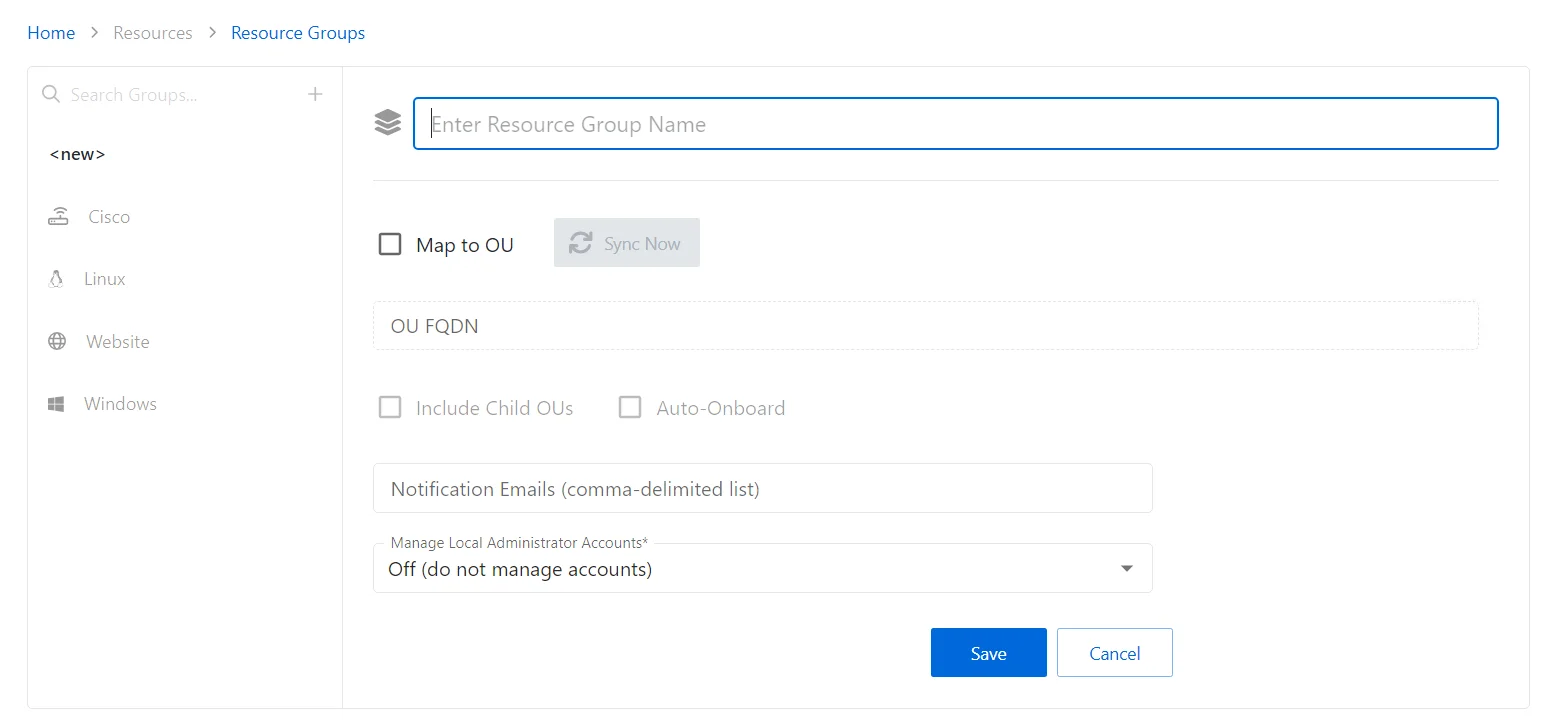 Home > Resources > Resource Groups
Search Groups...
<new>
Cisco
Linux
Website
Windows
Enter Resource Group Name
Map to OU
Sync Now
OU FQDN
Include Child OUs
Auto-Onboard
Notification Emails (comma-delimited list)
Manage Local Administrator Accounts*
Off (do not manage accounts)
Save
Cancel